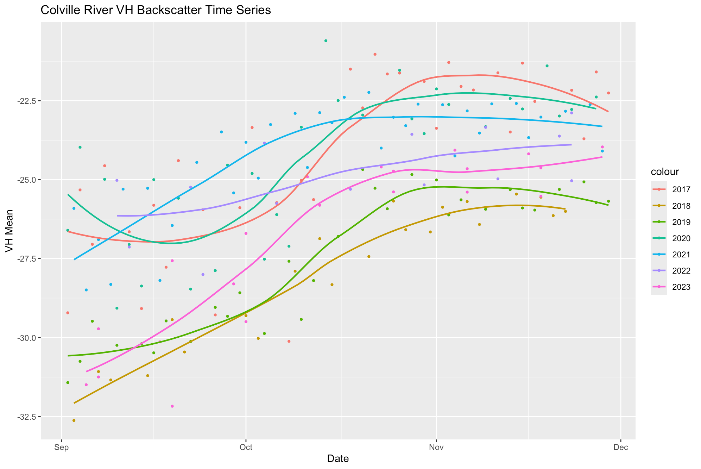 Colville River VH Backscatter Time Series
VH Mean
-22.5
-25.0
-27.5
-30.0
-32.5
Sep
Oct
Nov
Dec
Date
colour
2017
2018
2019
2020
2021
2022
2023